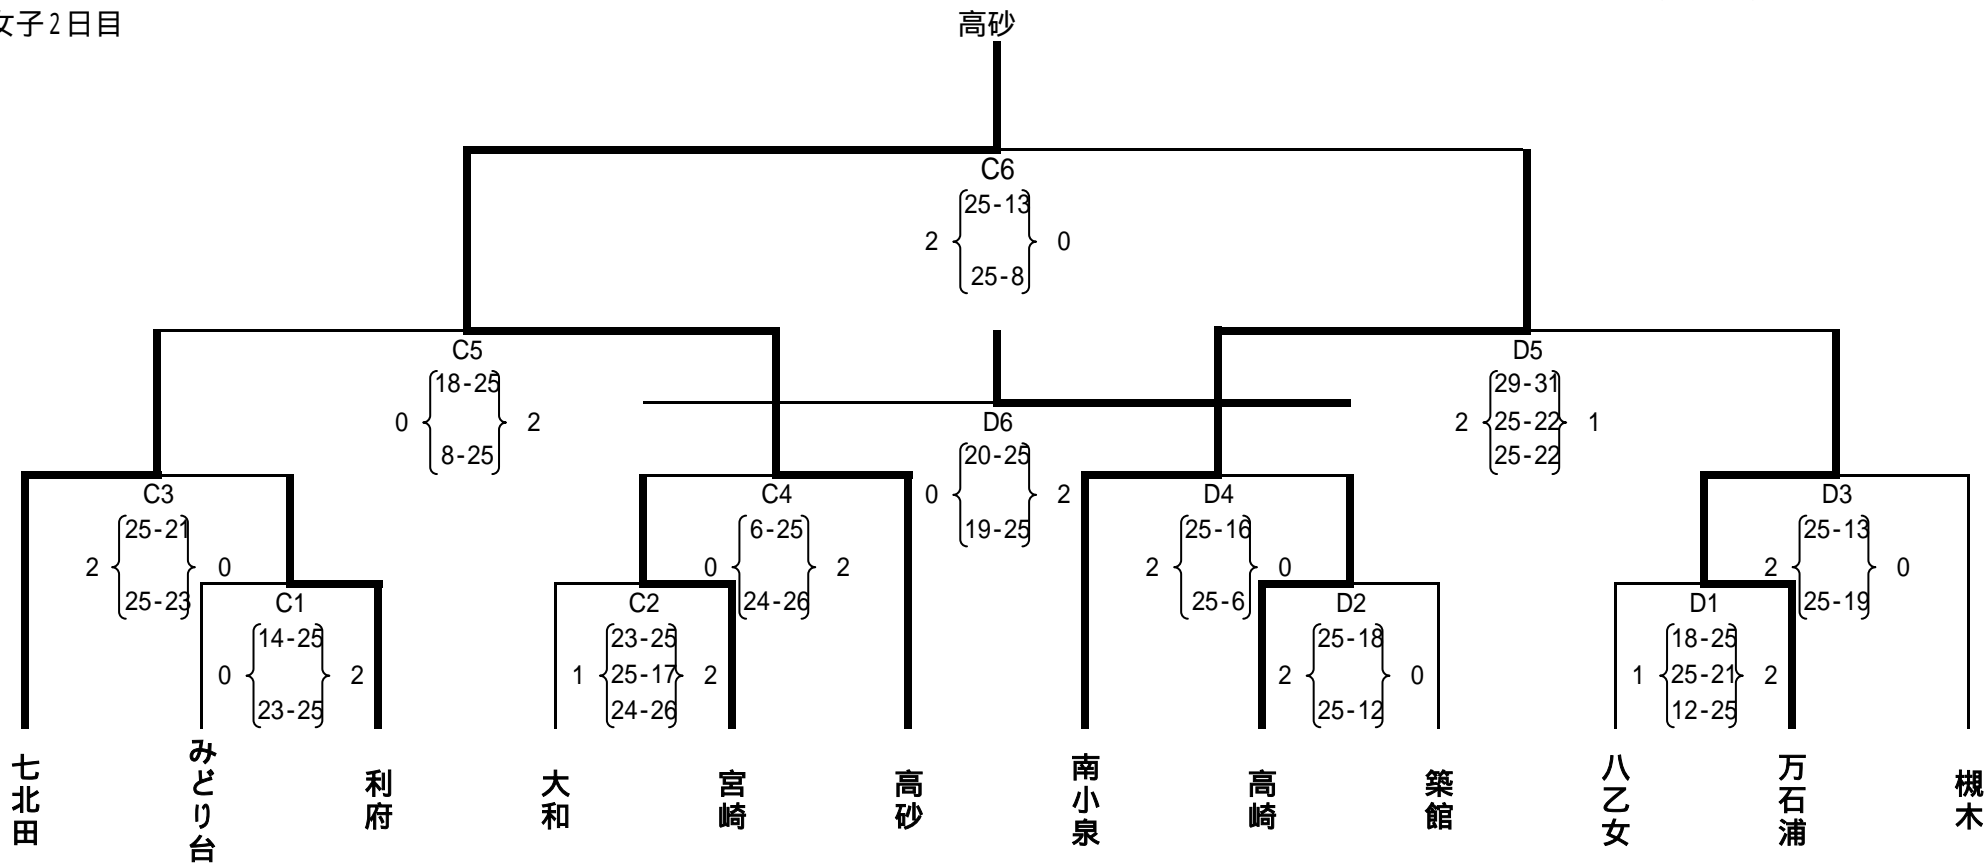 女子2日目
高砂
C6
25-13
2 0
25-8
C5
18-25
0 2
8-25
D5
29-31
2 25-22 1
25-22
D6
20-25
0 2
19-25
C3
25-21
2 0
25-23
C4
6-25
0 2
24-26
D4
25-16
2 0
25-6
D3
25-13
2 0
25-19
C1
14-25
0 2
23-25
C2
23-25
1 25-17 2
24-26
D2
25-18
2 0
25-12
D1
18-25
1 25-21 2
12-25
七北田
みどり台
利府
大和
宮崎
高砂
南小泉
高崎
築館
八乙女
万石浦
槻木